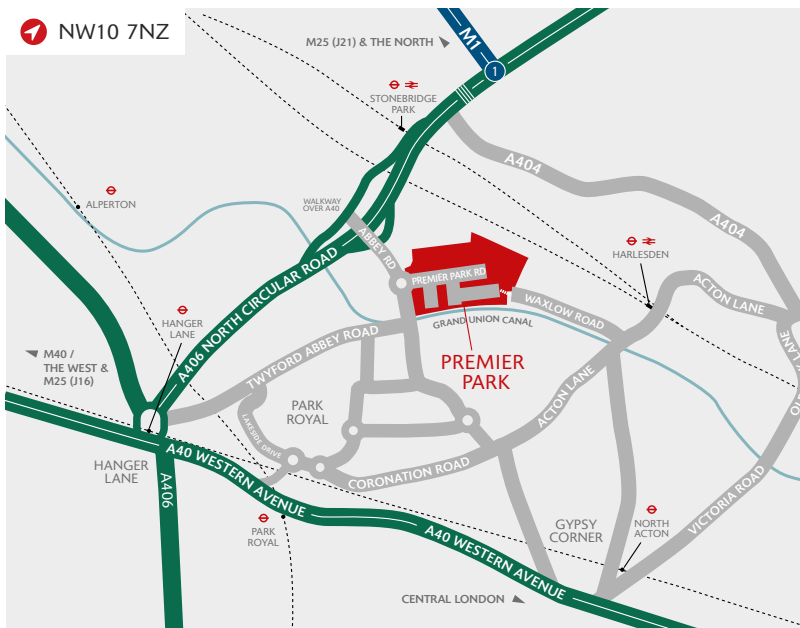 NW10 7NZ
M25 (J21) & THE NORTH
M1
1
STONEBRIDGE
PARK
A404
A404
ALPERTON
WALKWAY
OVER A40
ABBEY RD
HARLESDEN
PREMIER PARK RD
A406 NORTH CIRCULAR ROAD
WAXLOW ROAD
ACTON LANE
GRAND UNION CANAL
HANGER
LANE
M40 /
THE WEST &
M25 (J16)
TWYFORD ABBEY ROAD
PREMIER
PARK
PARK
ROYAL
LAKESIDE DRIVE
ACTON LANE
CORONATION ROAD
HANGER
LANE
A40 WESTERN AVENUE
A406
VICTORIA ROAD
PARK
ROYAL
GYPSY
CORNER
NORTH
ACTON
A40 WESTERN AVENUE
CENTRAL LONDON